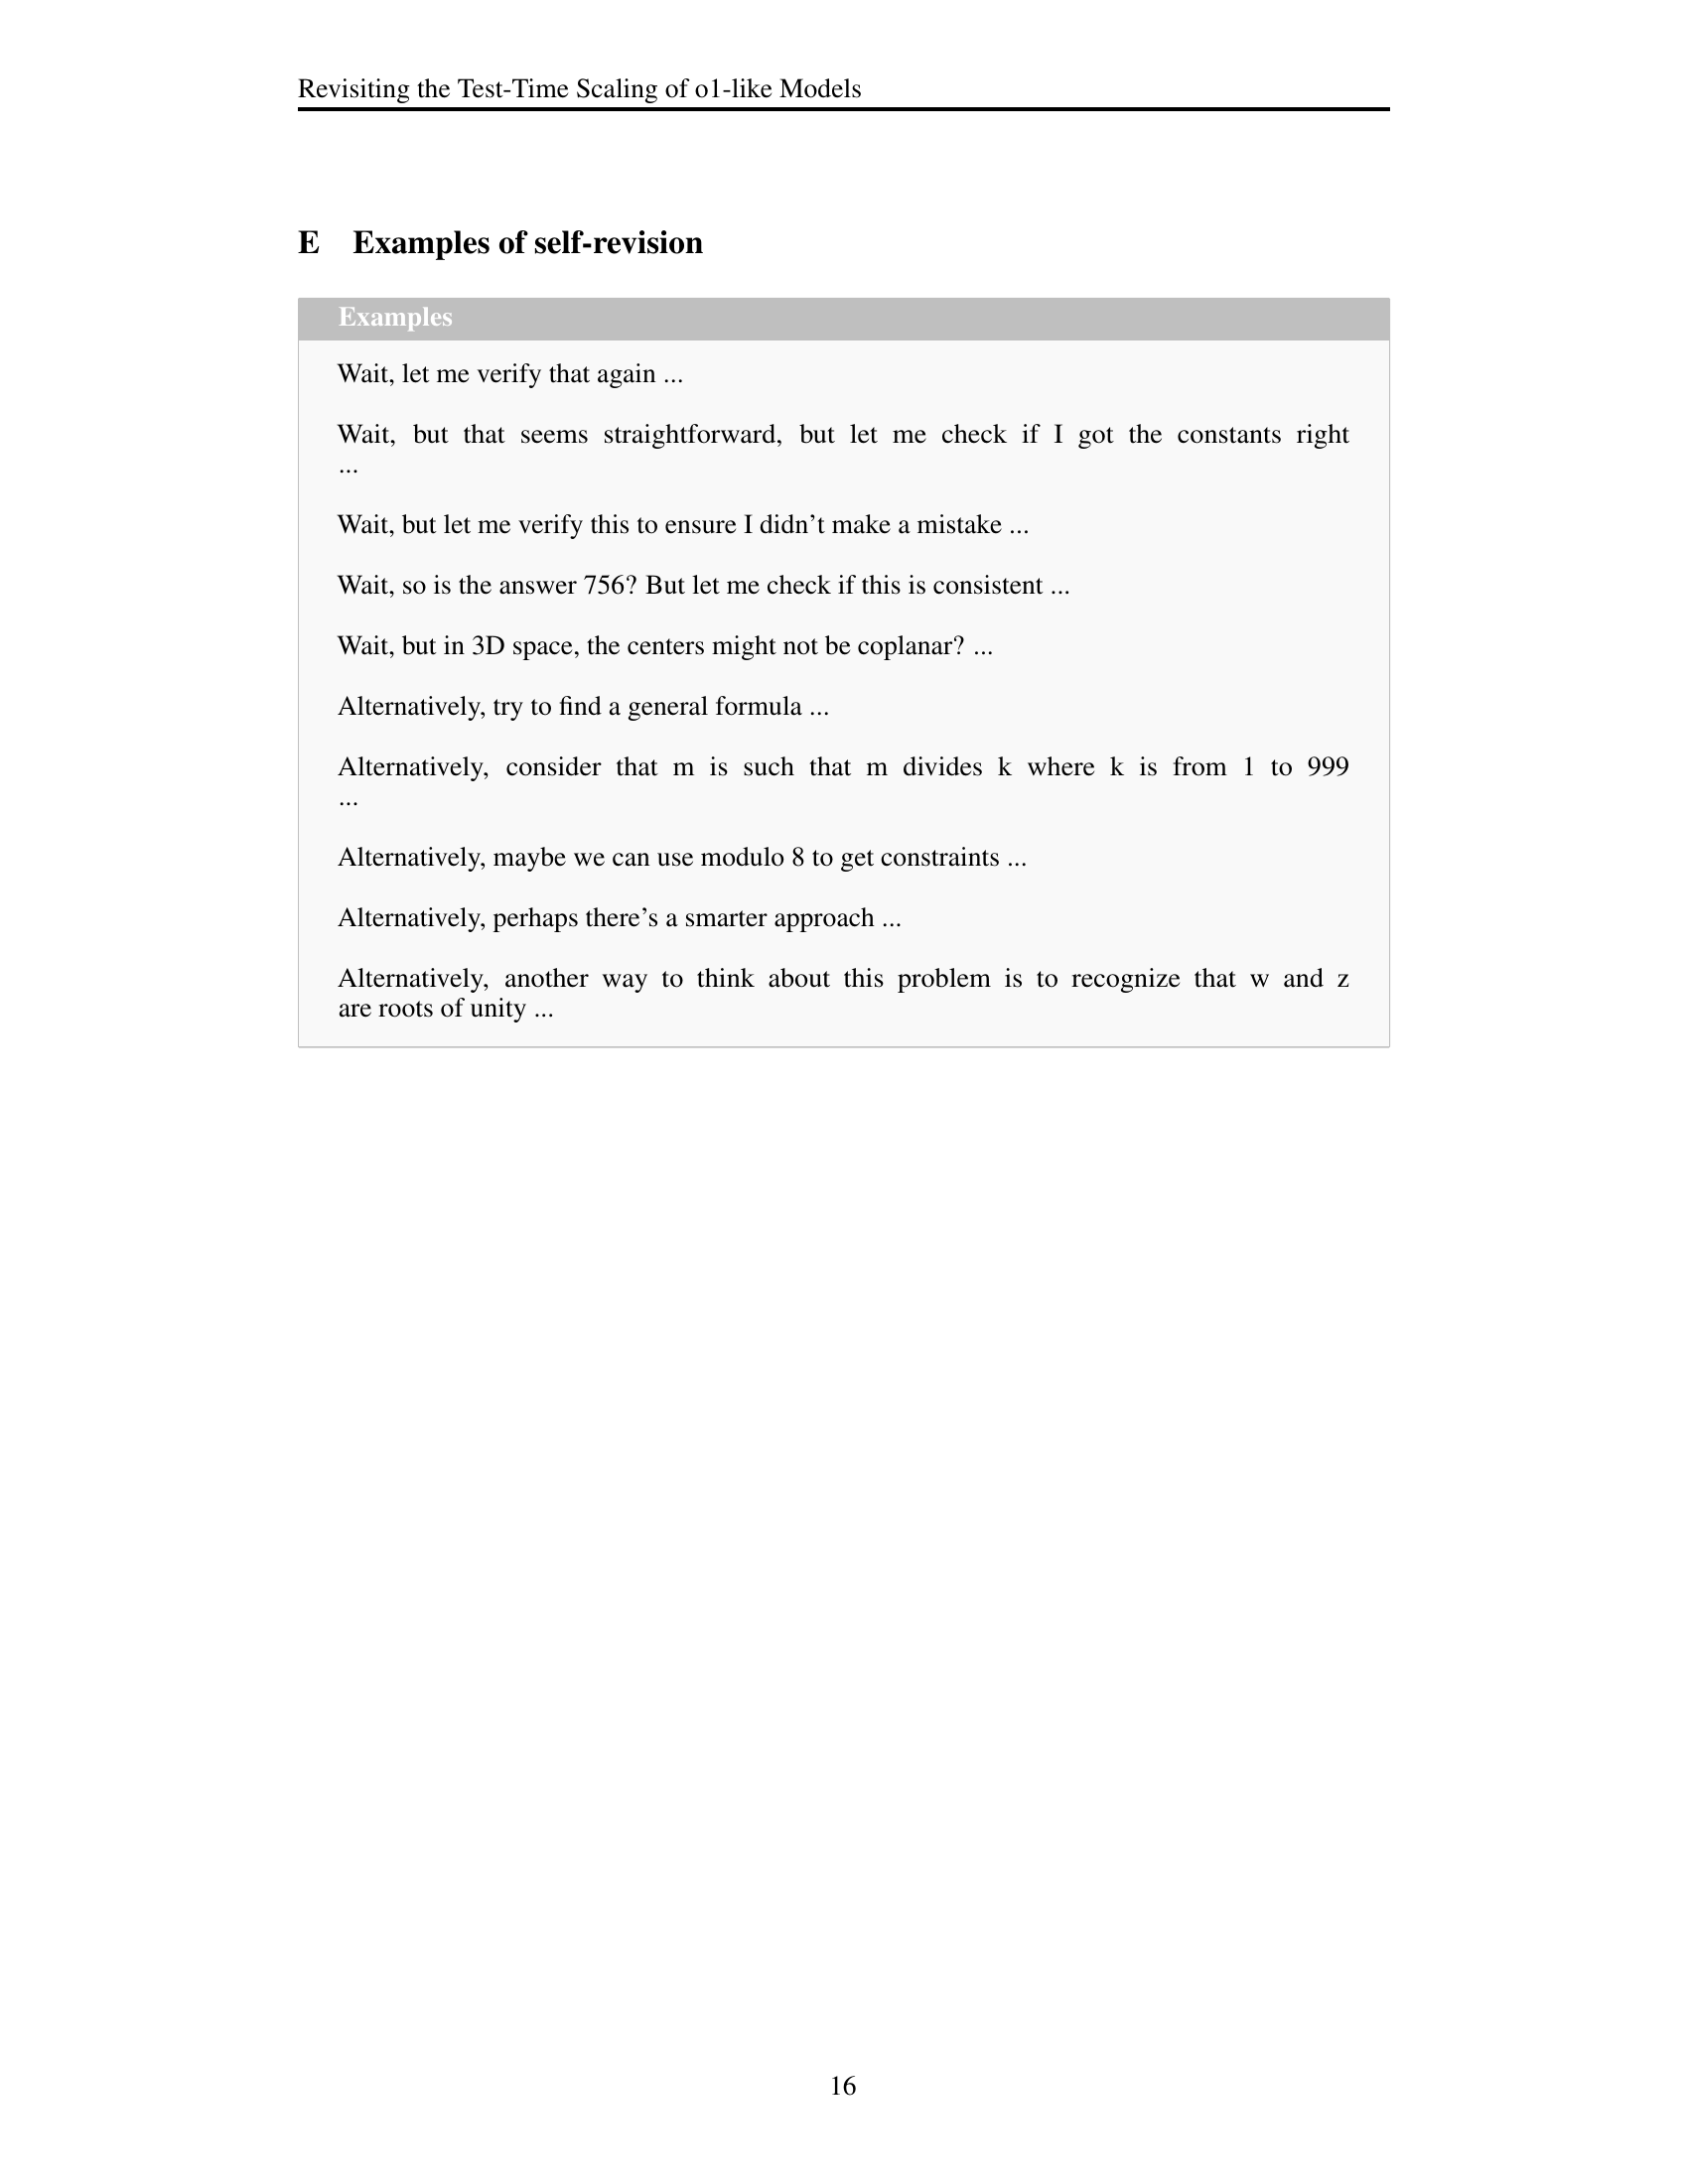 Revisiting the Test-Time Scaling of o1-like Models
E Examples of self-revision
Examples
Wait, let me verify that again ...
Wait, but that seems straightforward, but let me check if I got the constants right
...
Wait, but let me verify this to ensure I didn't make a mistake ...
Wait, so is the answer 756? But let me check if this is consistent ...
Wait, but in 3D space, the centers might not be coplanar? ...
Alternatively, try to find a general formula ...
Alternatively, consider that m is such that m divides k where k is from 1 to 999
...
Alternatively, maybe we can use modulo 8 to get constraints ...
Alternatively, perhaps there's a smarter approach ...
Alternatively, another way to think about this problem is to recognize that w and z
are roots of unity ...
16